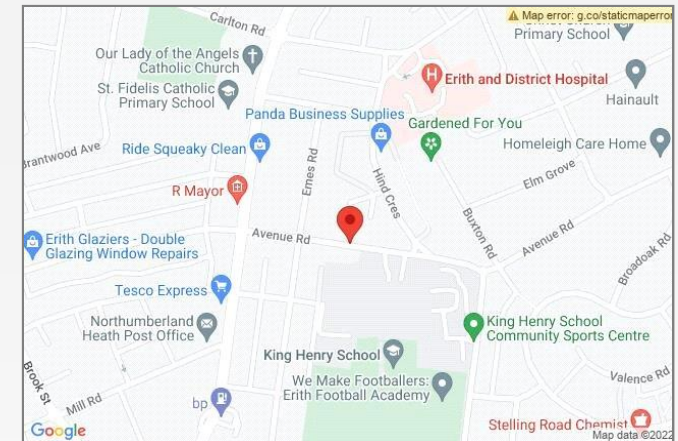 Carlton Rd
Map error: g.co/staticmaperror
Primary School
Our Lady of the Angels
Catholic Church
St. Fidelis Catholic
Primary School
Erith and District Hospital
Hainault
Panda Business Supplies
Gardened For You
Homeleigh Care Home
Brantwood Ave
Ride Squeaky Clean
Emes Rd
Hind Cres
Elm Grove
R Mayor
Buxton Rd
Avenue Rd
Avenue Rd
Broadoak Rd
Erith Glaziers - Double
Glazing Window Repairs
Tesco Express
Northumberland
Heath Post Office
King Henry School
Community Sports Centre
King Henry School
We Make Footballers:
Erith Football Academy
Valence Rd
Brook St
Mill Rd
bp
Stelling Road Chemist
Google
Map data ©2022